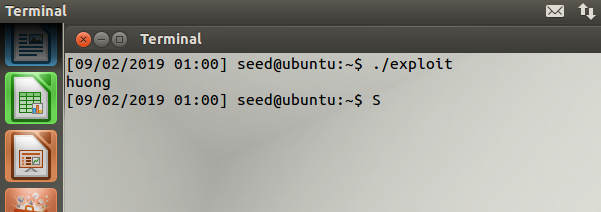 Terminal
Terminal
[09/02/2019 01:00] seed@ubuntu:~$ ./exploit
huong
[09/02/2019 01:00] seed@ubuntu:~$ S